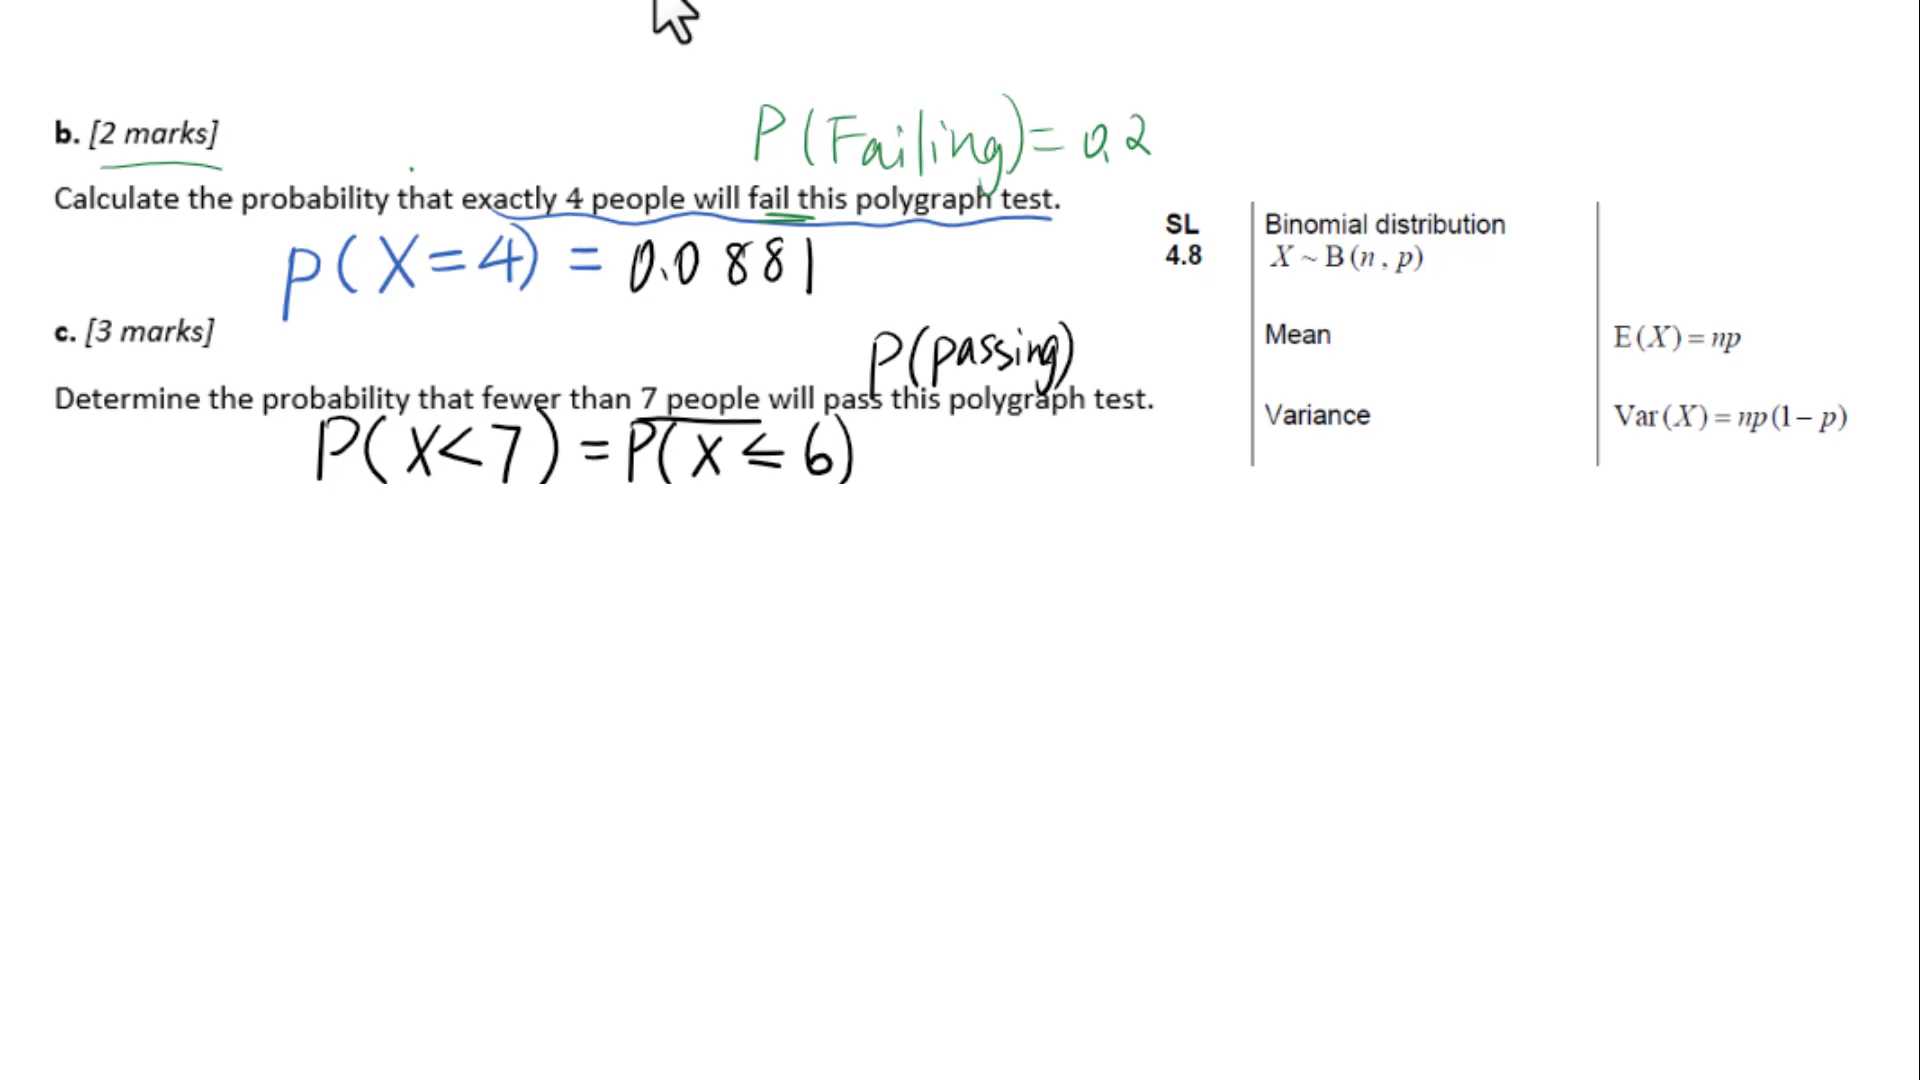 b. [2 marks]
P(Failing)= 0.2
Calculate the probability that exactly 4 people will fail this polygraph test.
P(X=4) = 0.0881
c. [3 marks]
P(passing)
Determine the probability that fewer than 7 people will pass this polygraph test.
P(X<7) = P(X ≤ 6)
SL 4.8
Binomial distribution
X ~ B(n, p)
Mean E(X) = np
Variance Var(X) = np(1 − p)